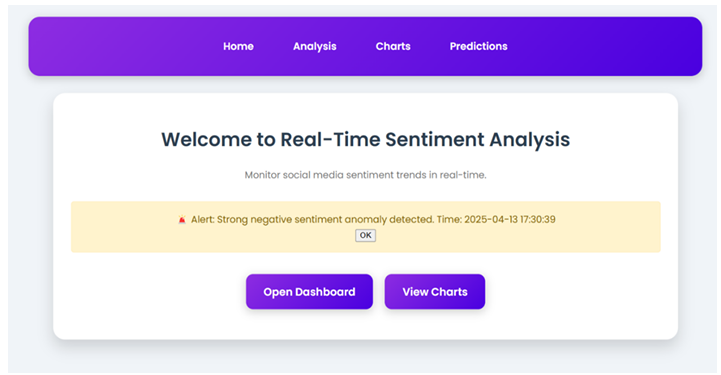 Home Analysis Charts Predictions
Welcome to Real-Time Sentiment Analysis
Monitor social media sentiment trends in real-time.
🚨 Alert: Strong negative sentiment anomaly detected. Time: 2025-04-13 17:30:39
OK
Open Dashboard View Charts